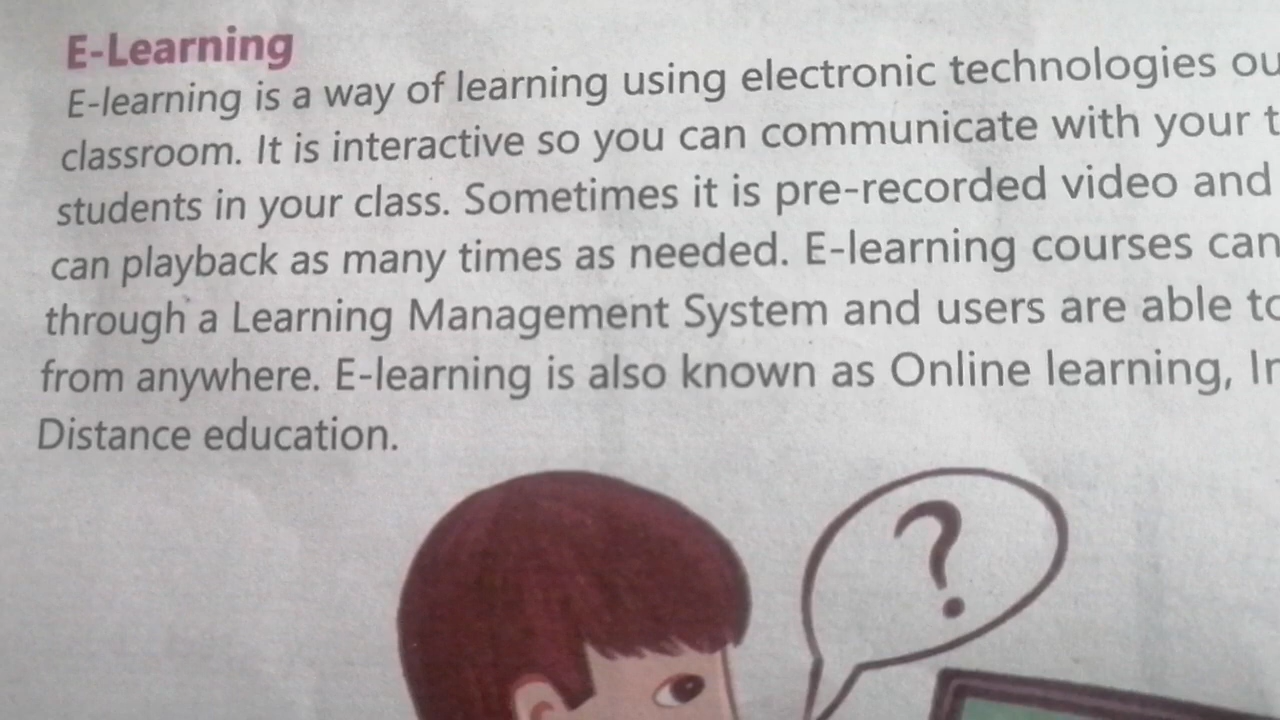 E-Learning
E-learning is a way of learning using electronic technologies
classroom. It is interactive so you can communicate with your
students in your class. Sometimes it is pre-recorded video and
can playback as many times as needed. E-learning courses can
through a Learning Management System and users are able
from anywhere. E-learning is also known as Online learning,
Distance education.
?